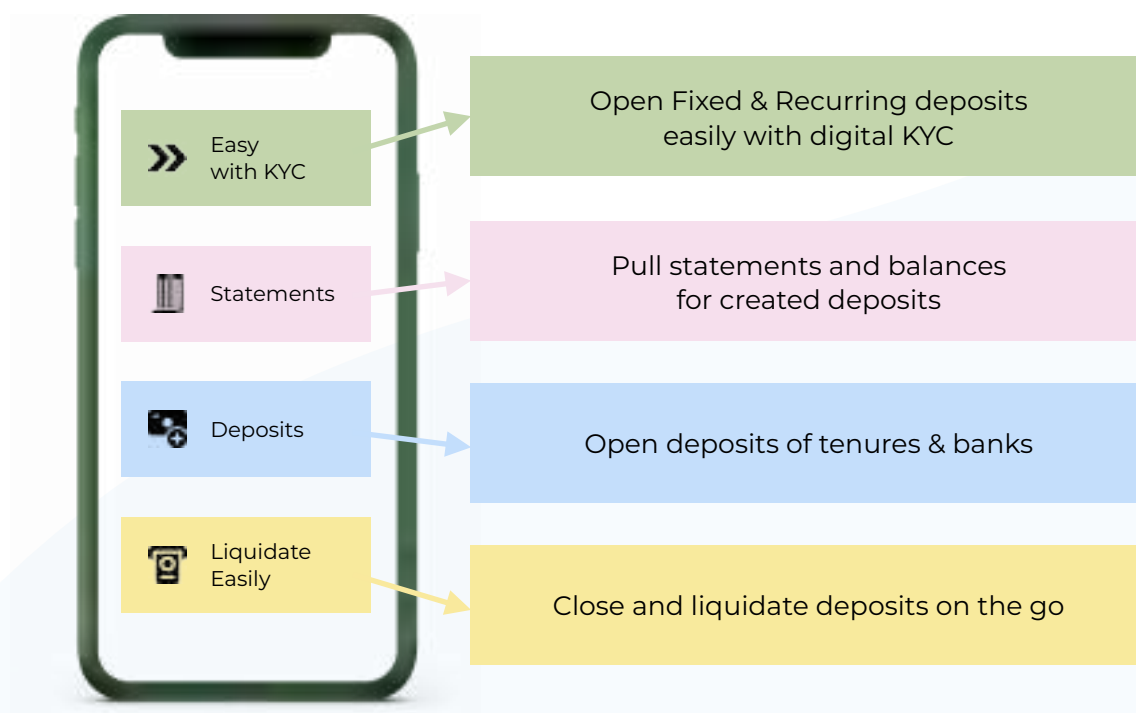 Easy
with KYC
Open Fixed & Recurring deposits
easily with digital KYC
Statements
Pull statements and balances
for created deposits
Deposits
Open deposits of tenures & banks
Liquidate
Easily
Close and liquidate deposits on the go